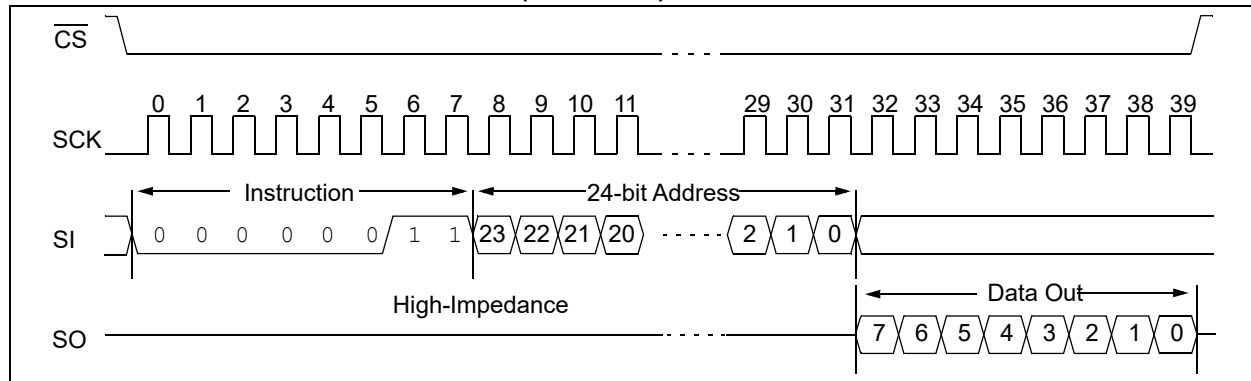 CS
0 1 2 3 4 5 6 7 8 9 10 11 29 30 31 32 33 34 35 36 37 38 39
SCK
Instruction 24-bit Address
SI 0 0 0 0 0 0 1 1 23 22 21 20 2 1 0
High-Impedance Data Out
SO 7 6 5 4 3 2 1 0